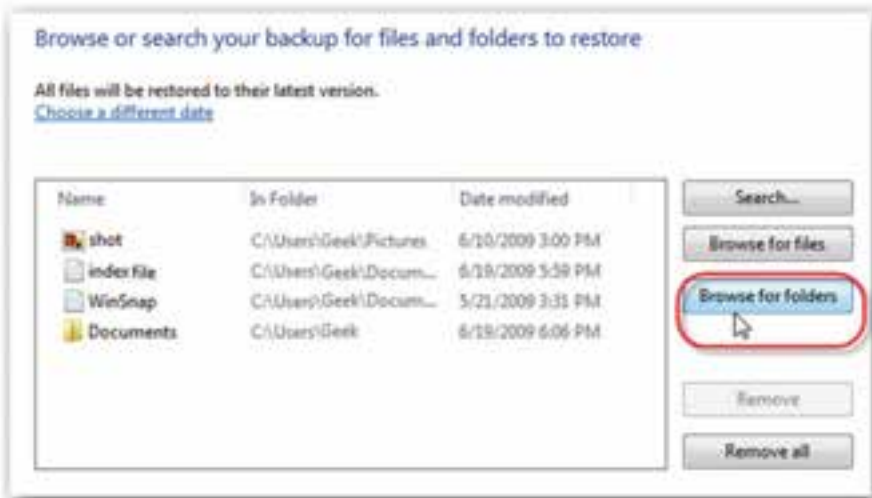 Browse or search your backup for files and folders to restore
All files will be restored to their latest version.
Choose a different date
Name In Folder Date modified
shot C:\Users\Geek\Pictures 6/10/2009 3:00 PM
index file C:\Users\Geek\Docum... 6/19/2009 5:59 PM
WinSnap C:\Users\Geek\Docum... 5/21/2009 3:31 PM
Documents C:\Users\Geek 6/19/2009 6:06 PM
Search...
Browse for files
Browse for folders
Remove
Remove all